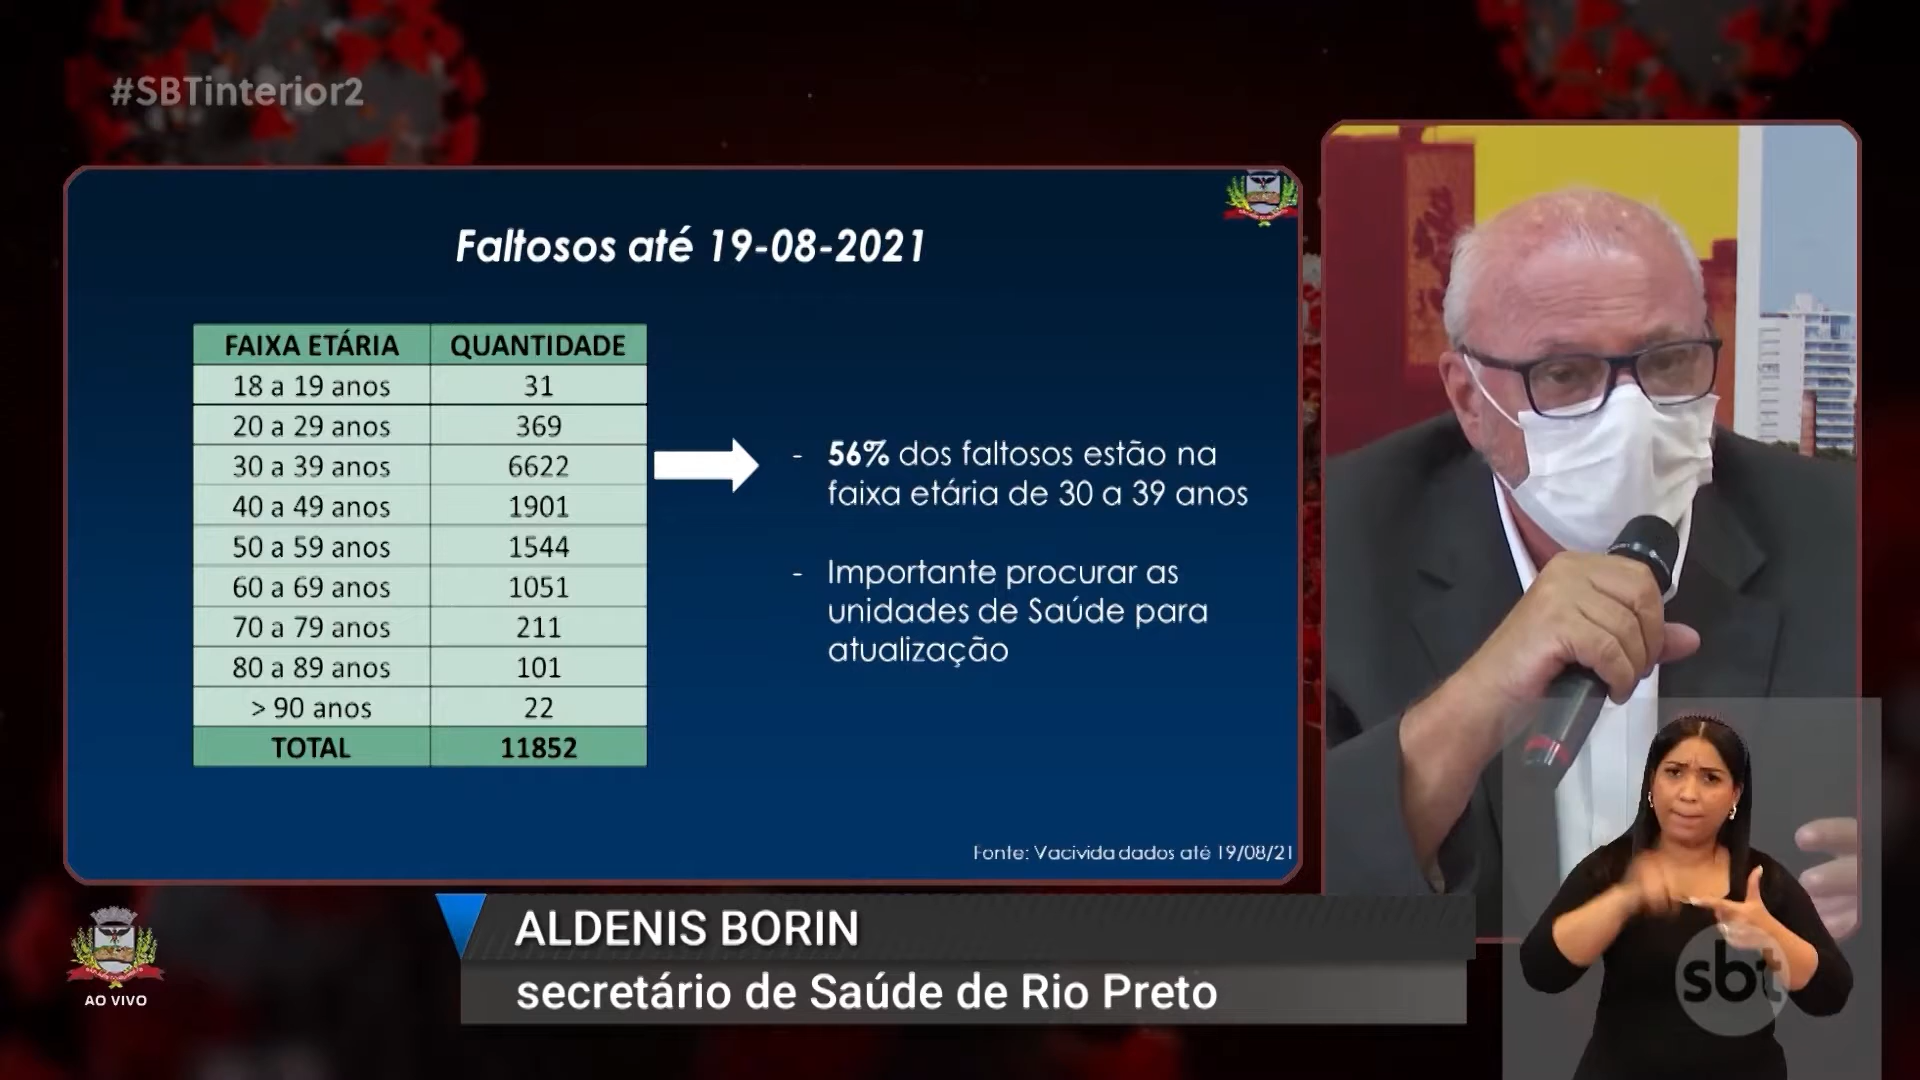 #SBTinterior2
Faltosos até 19-08-2021
FAIXA ETÁRIA QUANTIDADE
18 a 19 anos 31
20 a 29 anos 369
30 a 39 anos 6622
40 a 49 anos 1901
50 a 59 anos 1544
60 a 69 anos 1051
70 a 79 anos 211
80 a 89 anos 101
> 90 anos 22
TOTAL 11852
- 56% dos faltosos estão na
faixa etária de 30 a 39 anos
- Importante procurar as
unidades de Saúde para
atualização
Fonte: Vacivida dados até 19/08/21
AO VIVO
ALDENIS BORIN
secretário de Saúde de Rio Preto
sbt